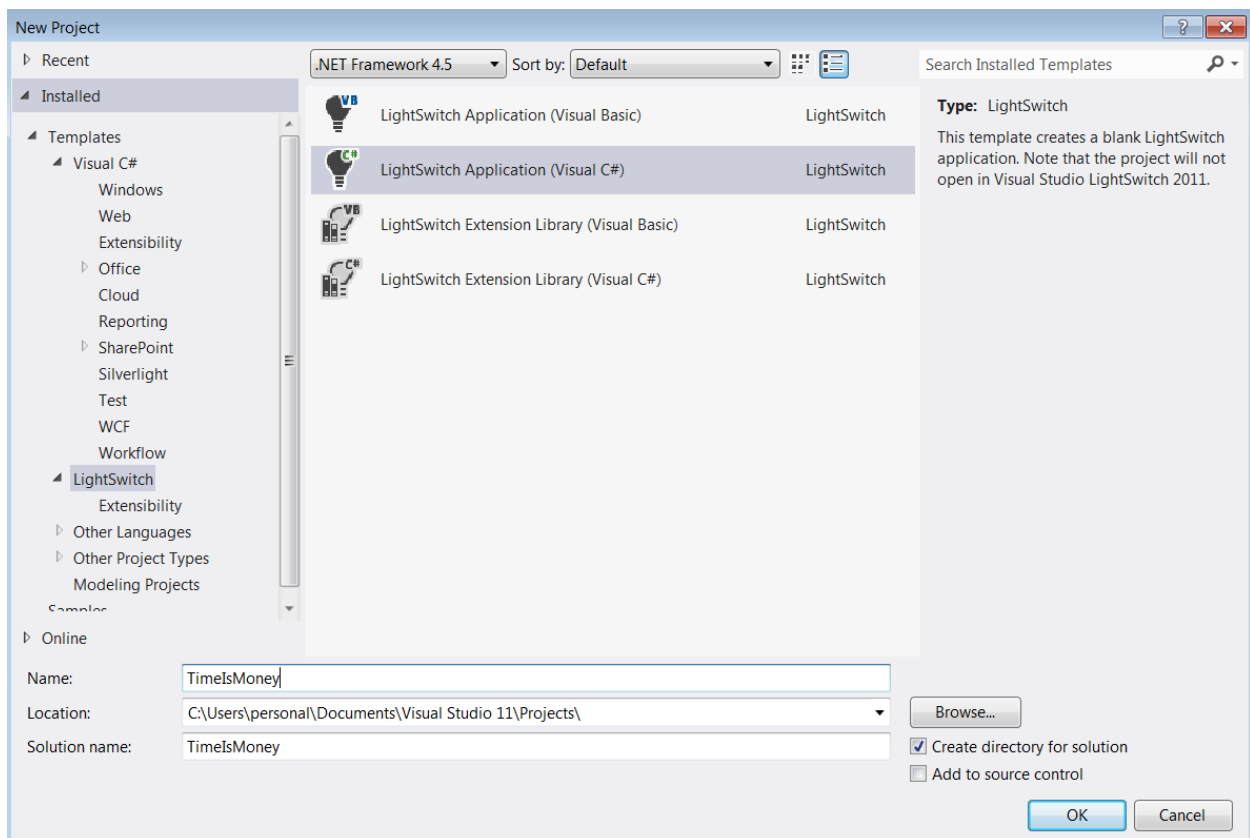 New Project
Recent
Installed
Templates
Visual C#
Windows
Web
Extensibility
Office
Cloud
Reporting
SharePoint
Silverlight
Test
WCF
Workflow
LightSwitch
Extensibility
Other Languages
Other Project Types
Modeling Projects
Samples
Online
.NET Framework 4.5
Sort by: Default
VB
LightSwitch Application (Visual Basic) LightSwitch
C#
LightSwitch Application (Visual C#) LightSwitch
VB
LightSwitch Extension Library (Visual Basic) LightSwitch
C#
LightSwitch Extension Library (Visual C#) LightSwitch
Search Installed Templates
Type: LightSwitch
This template creates a blank LightSwitch
application. Note that the project will not
open in Visual Studio LightSwitch 2011.
Name: TimeIsMoney
Location: C:\Users\personal\Documents\Visual Studio 11\Projects\
Browse...
Solution name: TimeIsMoney
Create directory for solution
Add to source control
OK Cancel